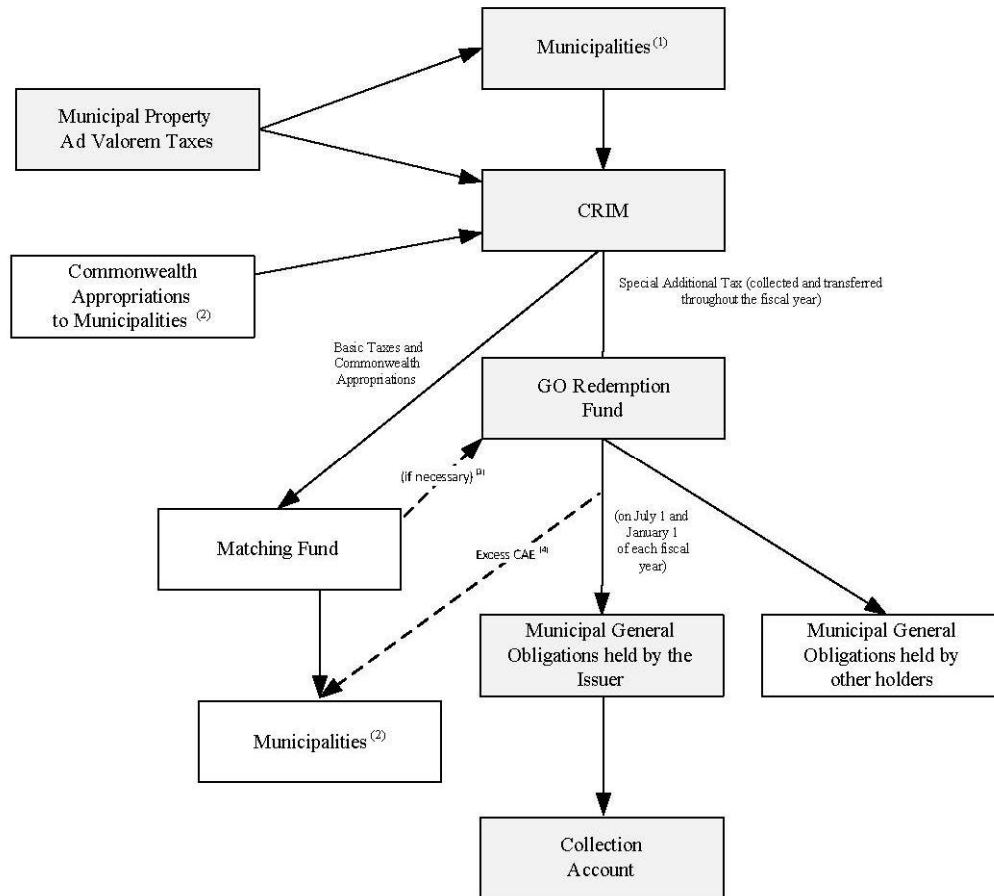 Municipalities (1)
Municipal Property
Ad Valorem Taxes
CRIM
Commonwealth
Appropriations
to Municipalities (2)
Special Additional Tax (collected and transferred
throughout the fiscal year)
Basic Taxes and
Commonwealth
Appropriations
GO Redemption
Fund
(if necessary) (3)
(on July 1 and
January 1
of each fiscal
year)
Matching Fund
Excess CAE (4)
Municipal General
Obligations held by the
Issuer
Municipal General
Obligations held by
other holders
Municipalities (2)
Collection
Account